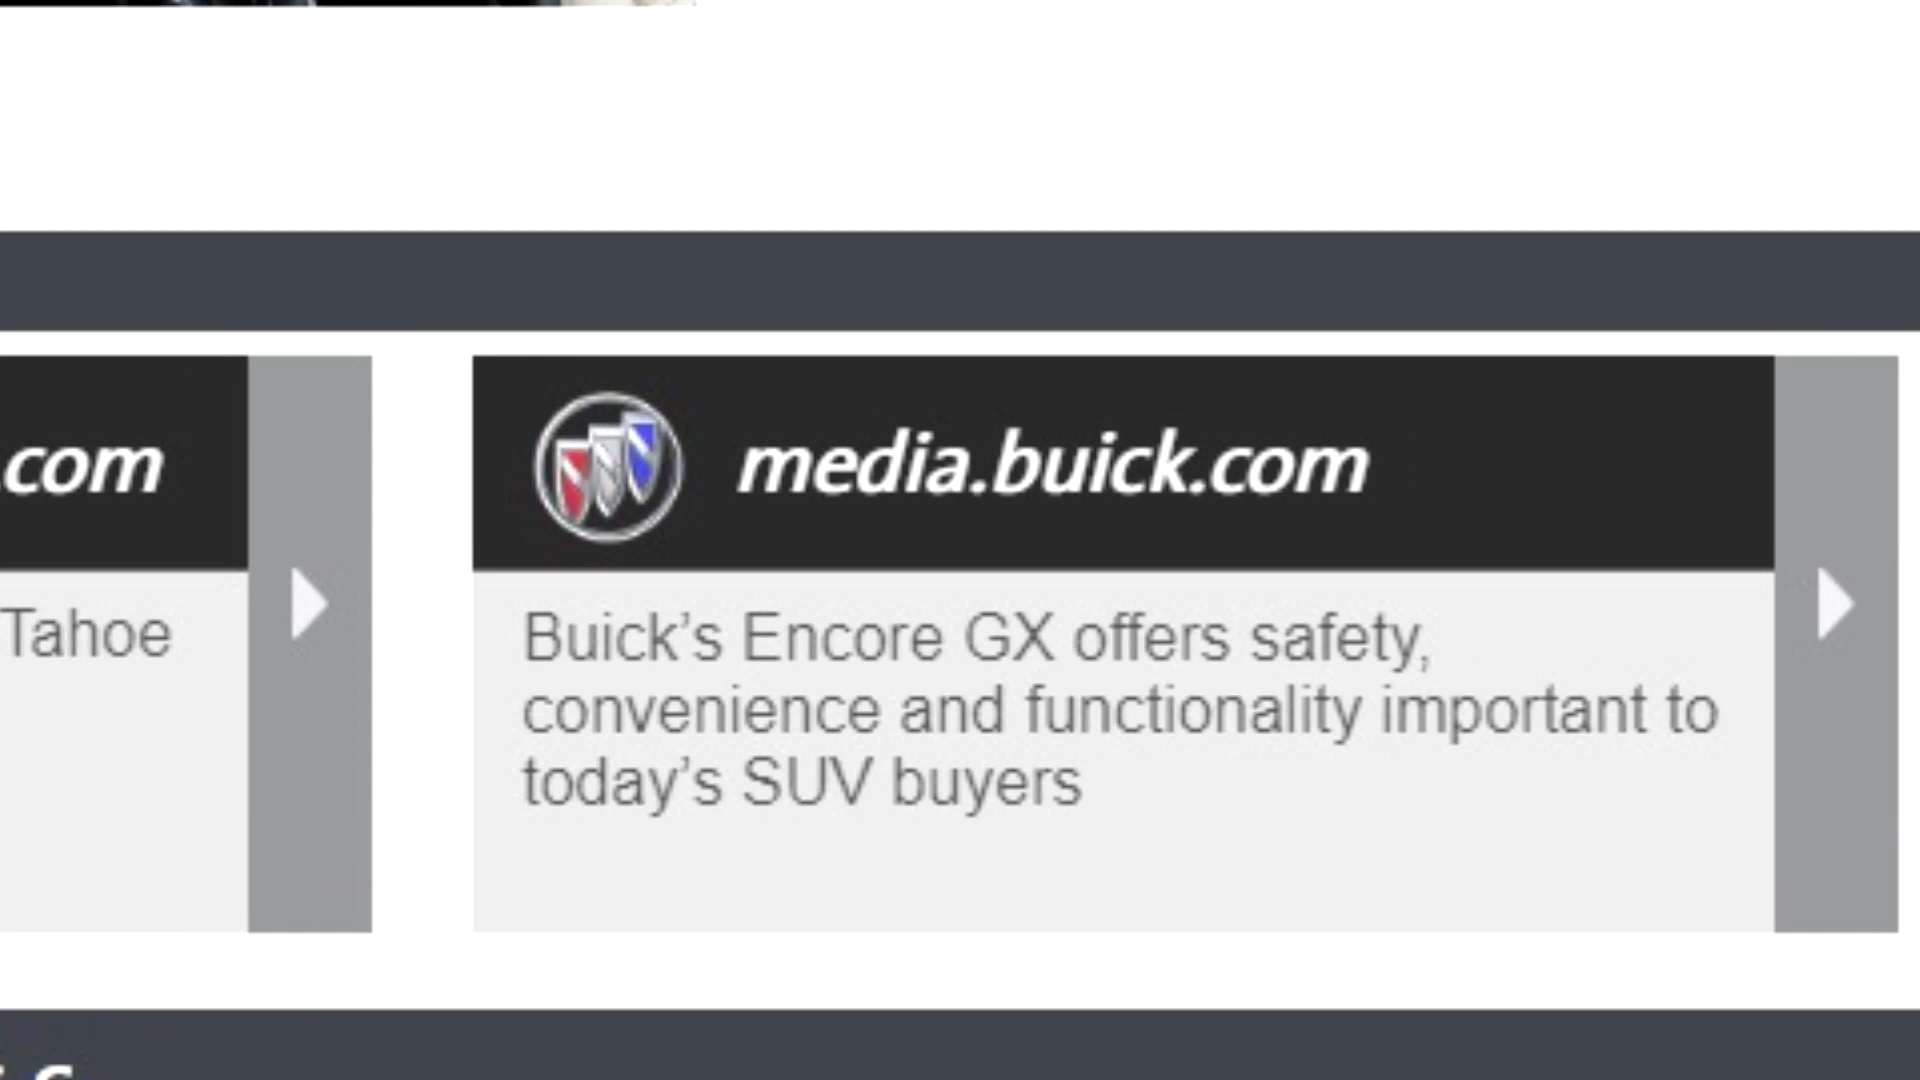 .com
media.buick.com
Tahoe
Buick’s Encore GX offers safety,
convenience and functionality important to
today’s SUV buyers